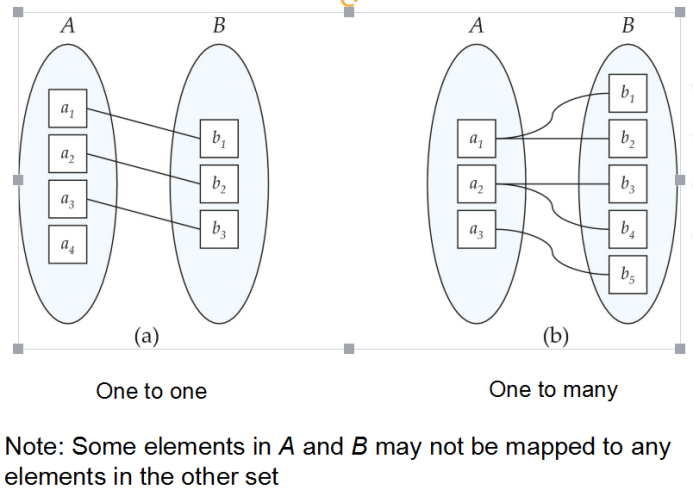 A B
a1 b1
a2 b2
a3 b3
a4
(a)
A B
b1
a1 b2
a2 b3
a3 b4
b5
(b)
One to one
One to many
Note: Some elements in A and B may not be mapped to any
elements in the other set